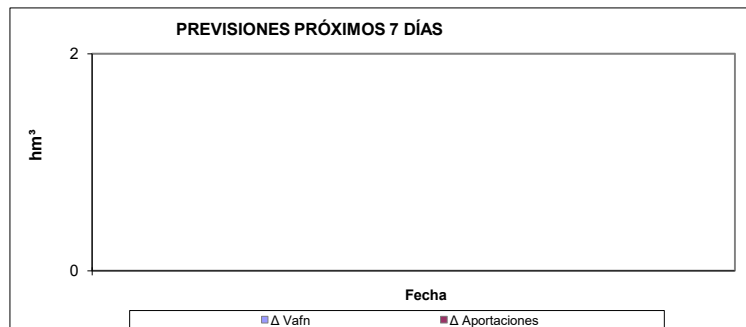 PREVISIONES PRÓXIMOS 7 DÍAS
2
hm³
0
Fecha
Δ Vafn Δ Aportaciones